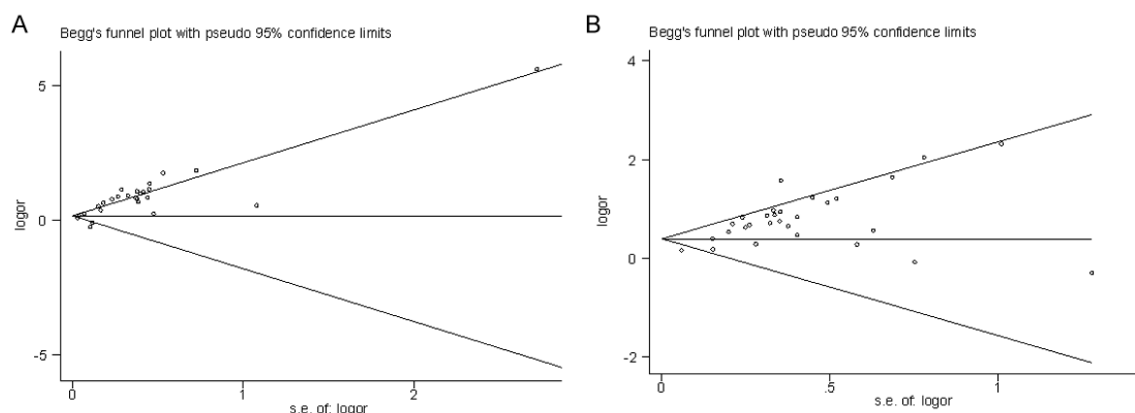 A
Begg's funnel plot with pseudo 95% confidence limits
5
logor
0
-5
0
1
2
s.e. of: logor
B
Begg's funnel plot with pseudo 95% confidence limits
4
2
logor
0
-2
0
.5
1
s.e. of: logor